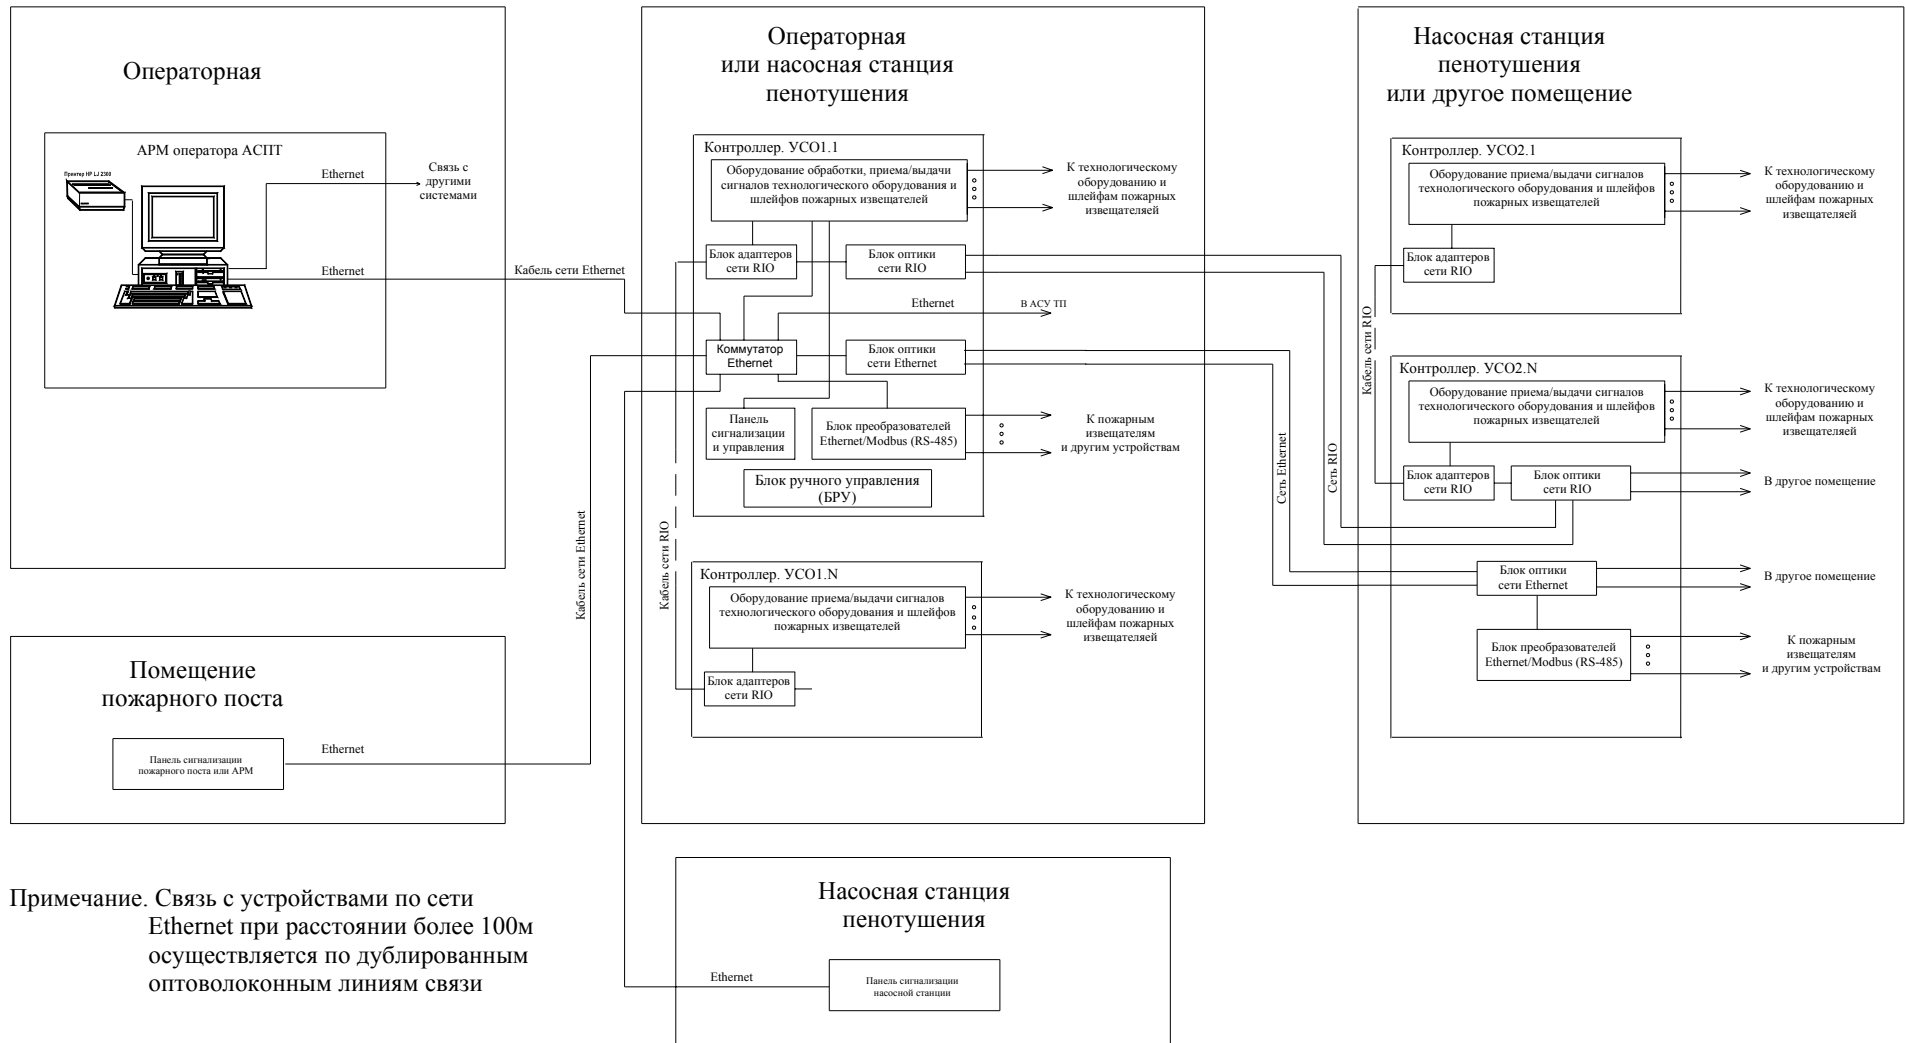 Операторная
АРМ оператора АСПТ
Принтер HP LJ 2300
Ethernet
Связь с
другими
системами
Ethernet
Кабель сети Ethernet
Помещение
пожарного поста
Панель сигнализации
пожарного поста или АРМ
Ethernet
Кабель сети Ethernet
Операторная
или насосная станция
пенотушения
Контроллер. УСО1.1
Оборудование обработки, приема/выдачи
сигналов технологического оборудования и
шлейфов пожарных извещателей
К технологическому
оборудованию и
шлейфам пожарных
извещателяей
Блок адаптеров
сети RIO
Блок оптики
сети RIO
Ethernet
В АСУ ТП
Коммутатор
Ethernet
Блок оптики
сети Ethernet
Панель
сигнализации
и управления
Блок преобразователей
Ethernet/Modbus (RS-485)
К пожарным
извещателям
и другим устройствам
Блок ручного управления
(БРУ)
Кабель сети RIO
Контроллер. УСО1.N
Оборудование приема/выдачи сигналов
технологического оборудования и шлейфов
пожарных извещателей
К технологическому
оборудованию и
шлейфам пожарных
извещателяей
Блок адаптеров
сети RIO
Сеть Ethernet
Сеть RIO
Насосная станция
пенотушения
или другое помещение
Контроллер. УСО2.1
Оборудование приема/выдачи сигналов
технологического оборудования и шлейфов
пожарных извещателей
К технологическому
оборудованию и
шлейфам пожарных
извещателяей
Блок адаптеров
сети RIO
Кабель сети RIO
Контроллер. УСО2.N
Оборудование приема/выдачи сигналов
технологического оборудования и шлейфов
пожарных извещателей
К технологическому
оборудованию и
шлейфам пожарных
извещателяей
Блок адаптеров
сети RIO
Блок оптики
сети RIO
В другое помещение
Блок оптики
сети Ethernet
В другое помещение
Блок преобразователей
Ethernet/Modbus (RS-485)
К пожарным
извещателям
и другим устройствам
Насосная станция
пенотушения
Ethernet
Панель сигнализации
насосной станции
Примечание. Связь с устройствами по сети
Ethernet при расстоянии более 100м
осуществляется по дублированным
оптоволоконным линиям связи